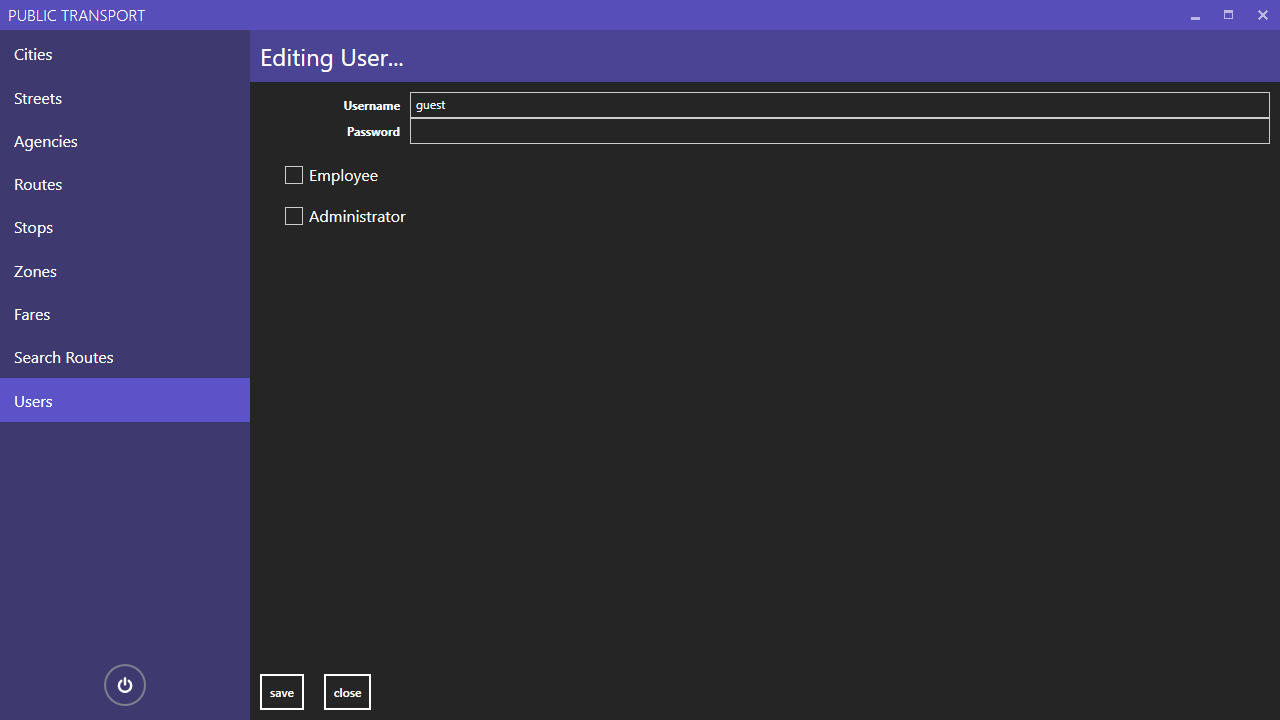 PUBLIC TRANSPORT
Cities
Streets
Agencies
Routes
Stops
Zones
Fares
Search Routes
Users
Editing User...
Username guest
Password
Employee
Administrator
save close